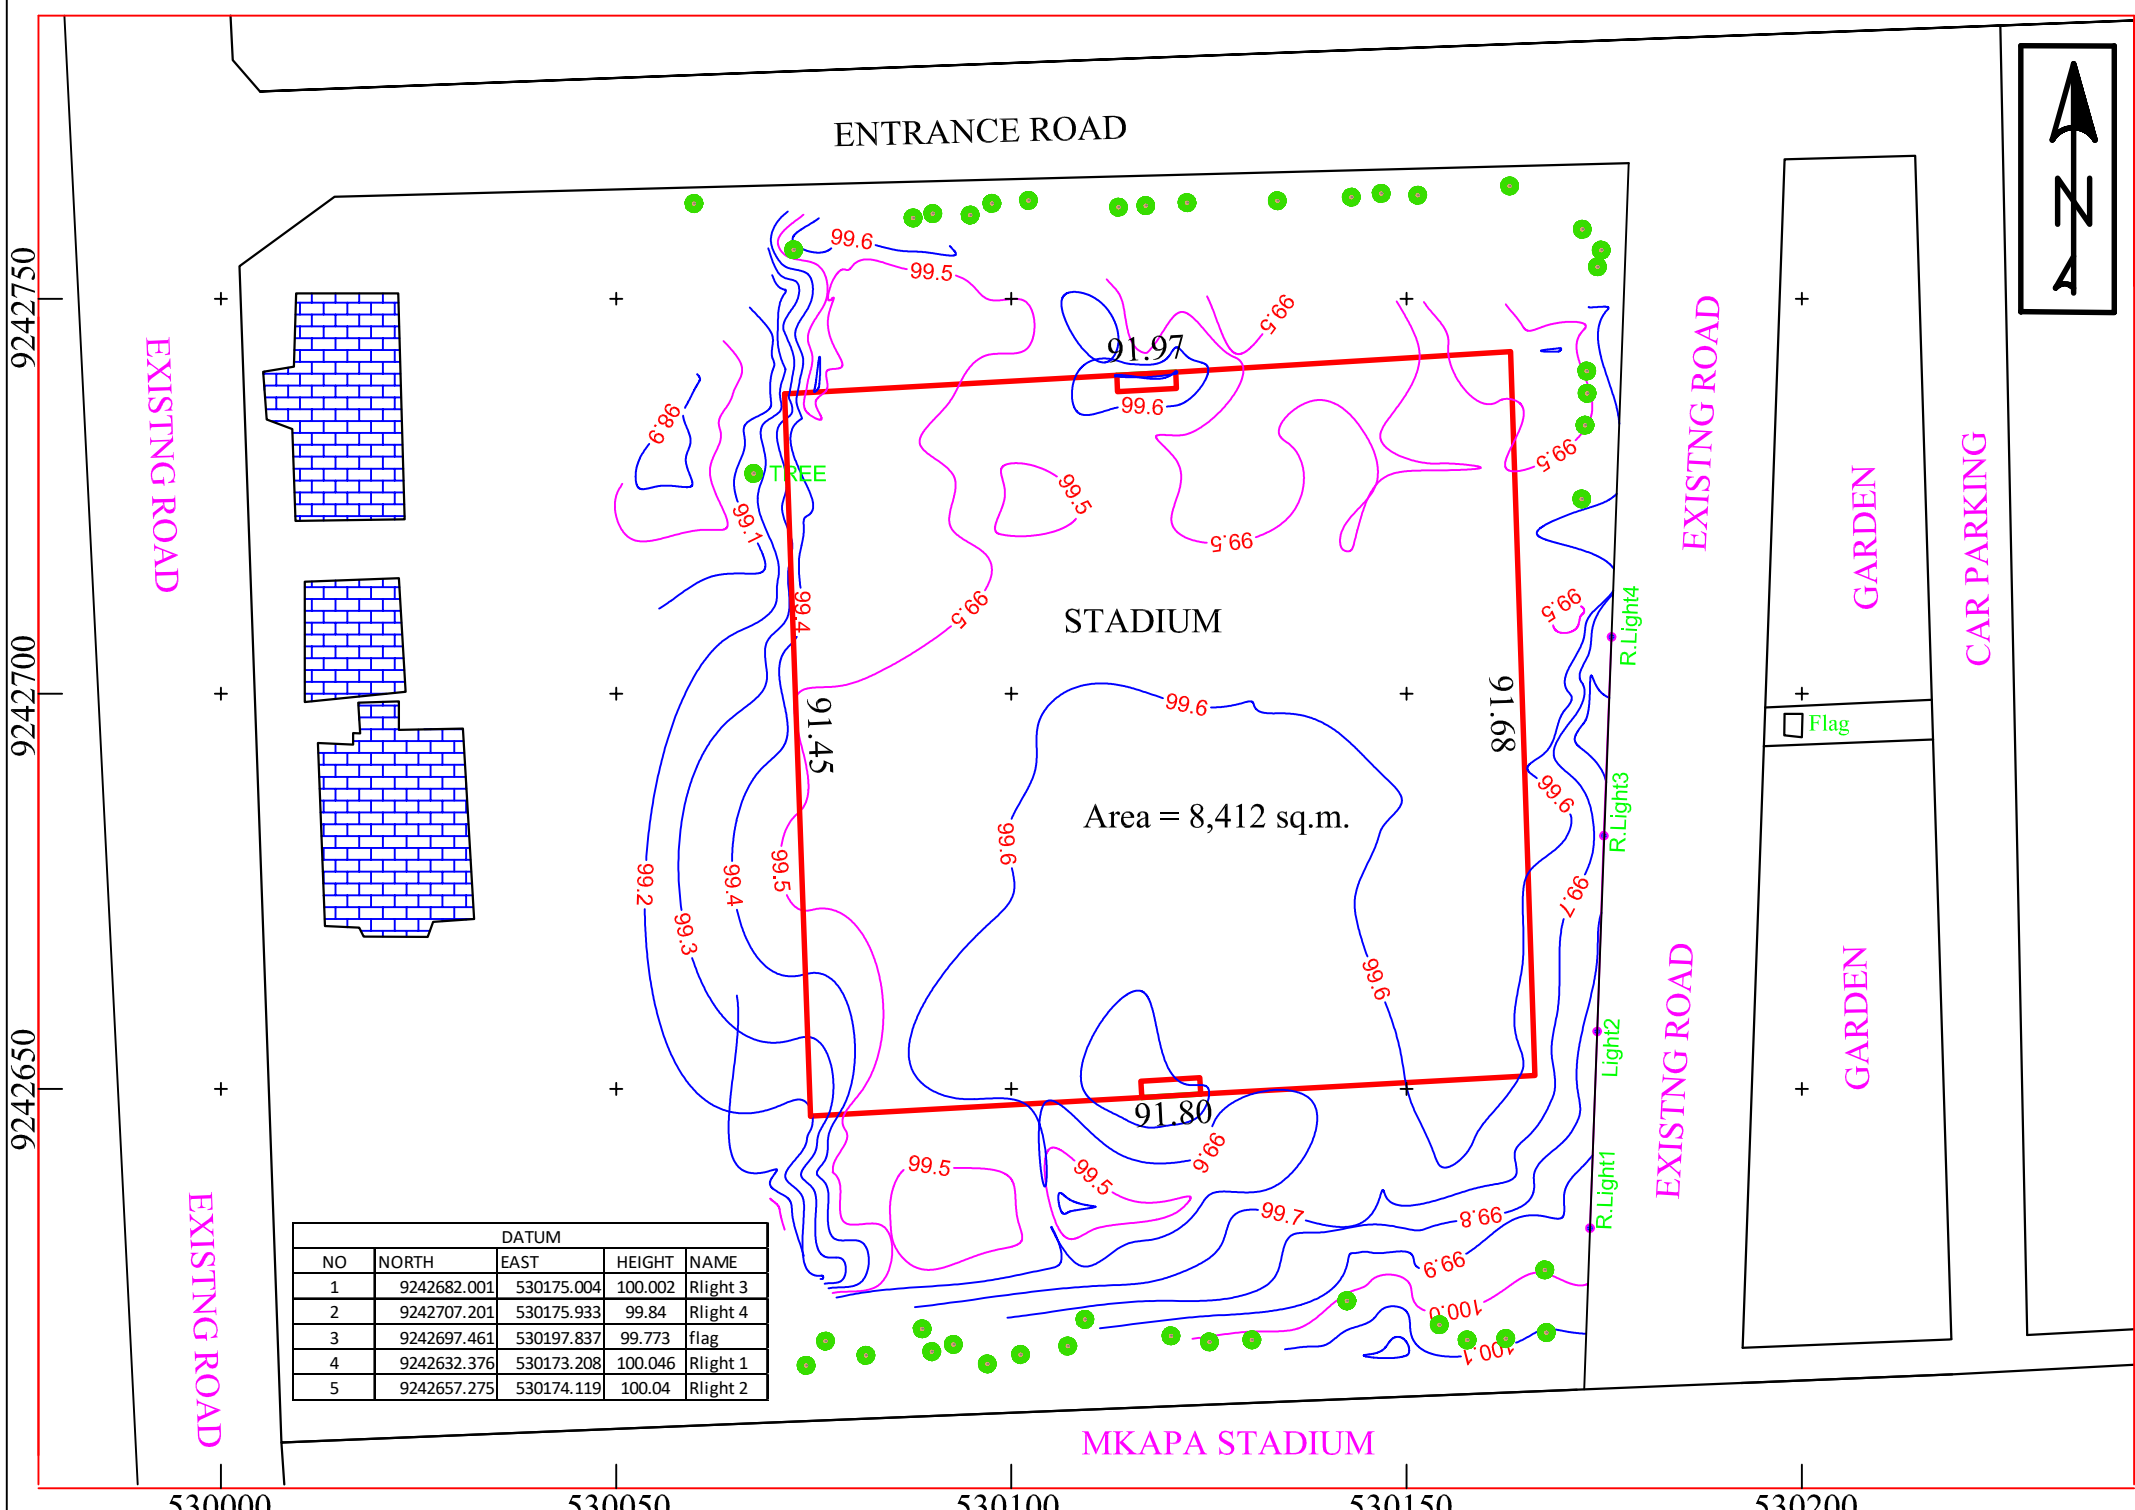 ENTRANCE ROAD
N
9242750
9242700
9242650
EXISTNG ROAD
EXISTNG ROAD
EXISTNG ROAD
EXISTNG ROAD
GARDEN
GARDEN
CAR PARKING
99.6
99.5
99.5
91.97
99.6
98.9
TREE
99.1
99.5
99.5
99.5
99.4
99.5
99.5
STADIUM
R.Light4
99.6
91.45
91.68
Flag
99.6
R.Light3
Area = 8,412 sq.m.
99.6
99.5
99.2
99.4
99.3
99.7
99.6
Light2
91.80
99.6
99.5
99.5
R.Light1
99.7
99.8
99.9
100.0
100.1
DATUM
NO NORTH EAST HEIGHT NAME
1 9242682.001 530175.004 100.002 Rlight 3
2 9242707.201 530175.933 99.84 Rlight 4
3 9242697.461 530197.837 99.773 flag
4 9242632.376 530173.208 100.046 Rlight 1
5 9242657.275 530174.119 100.04 Rlight 2
MKAPA STADIUM
530000
530050
530100
530150
530200